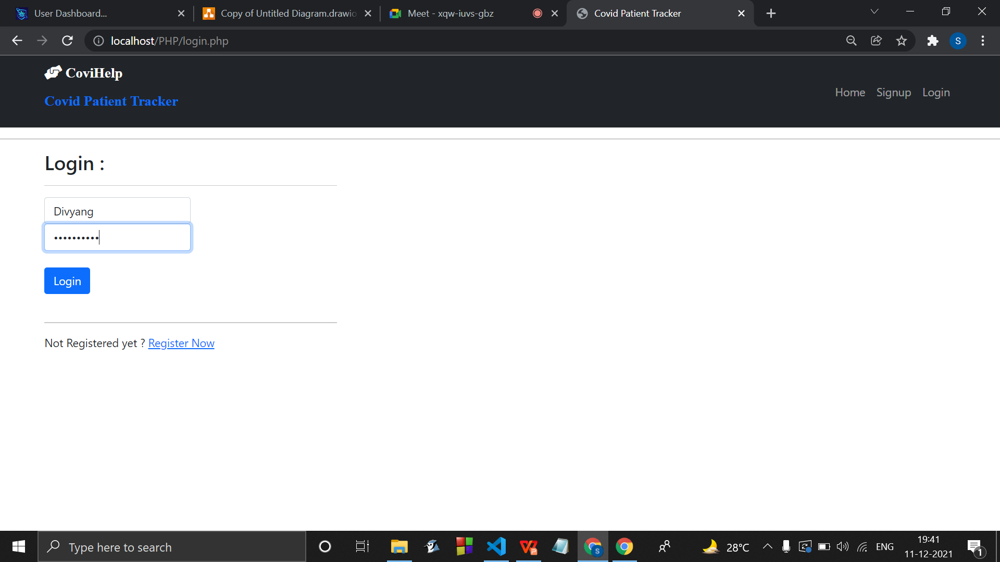 User Dashboard...
Copy of Untitled Diagram.drawio
Meet - xqw-iuvs-gbz
Covid Patient Tracker
localhost/PHP/login.php
S
CoviHelp
Covid Patient Tracker
Home Signup Login
Login :
Divyang
••••••••••
Login
Not Registered yet ? Register Now
Type here to search
S
28°C
ENG
19:41
11-12-2021
1